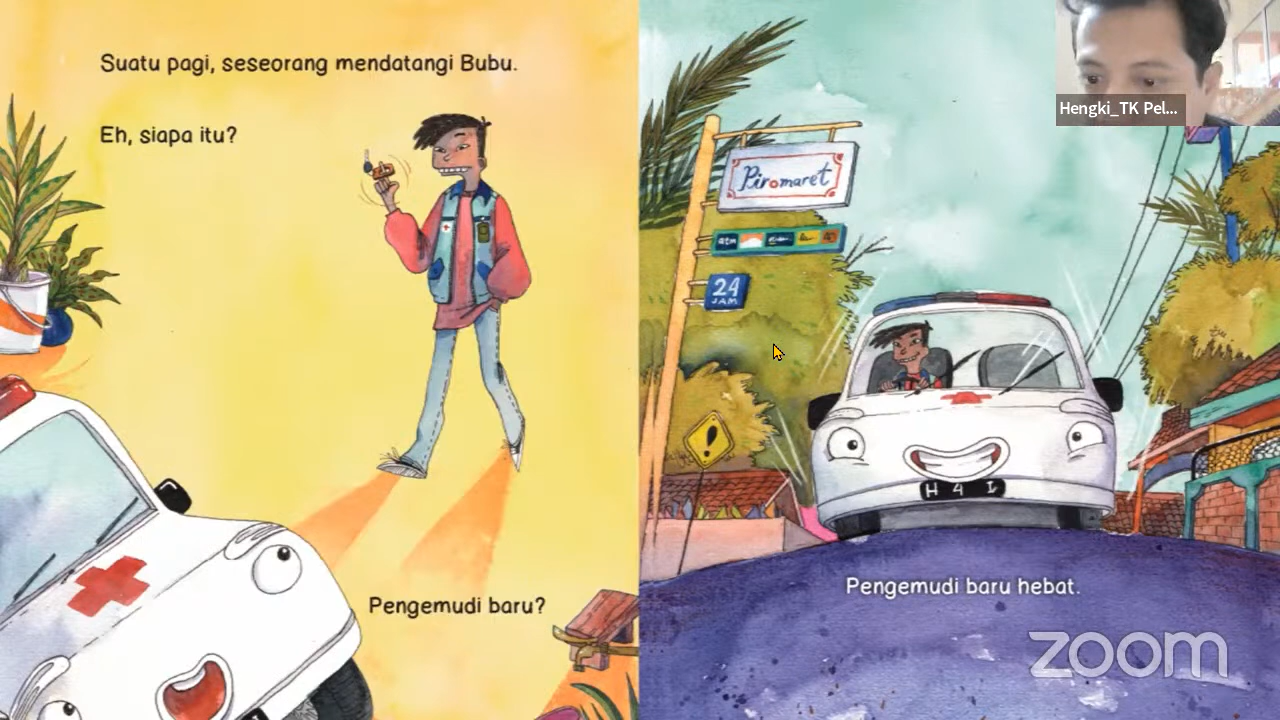 Suatu pagi, seseorang mendatangi Bubu.
Eh, siapa itu?
Pengemudi baru?
Piromaret
atm
24
JAM
H 4 I
Pengemudi baru hebat.
Hengki_TK Pel...
zoom